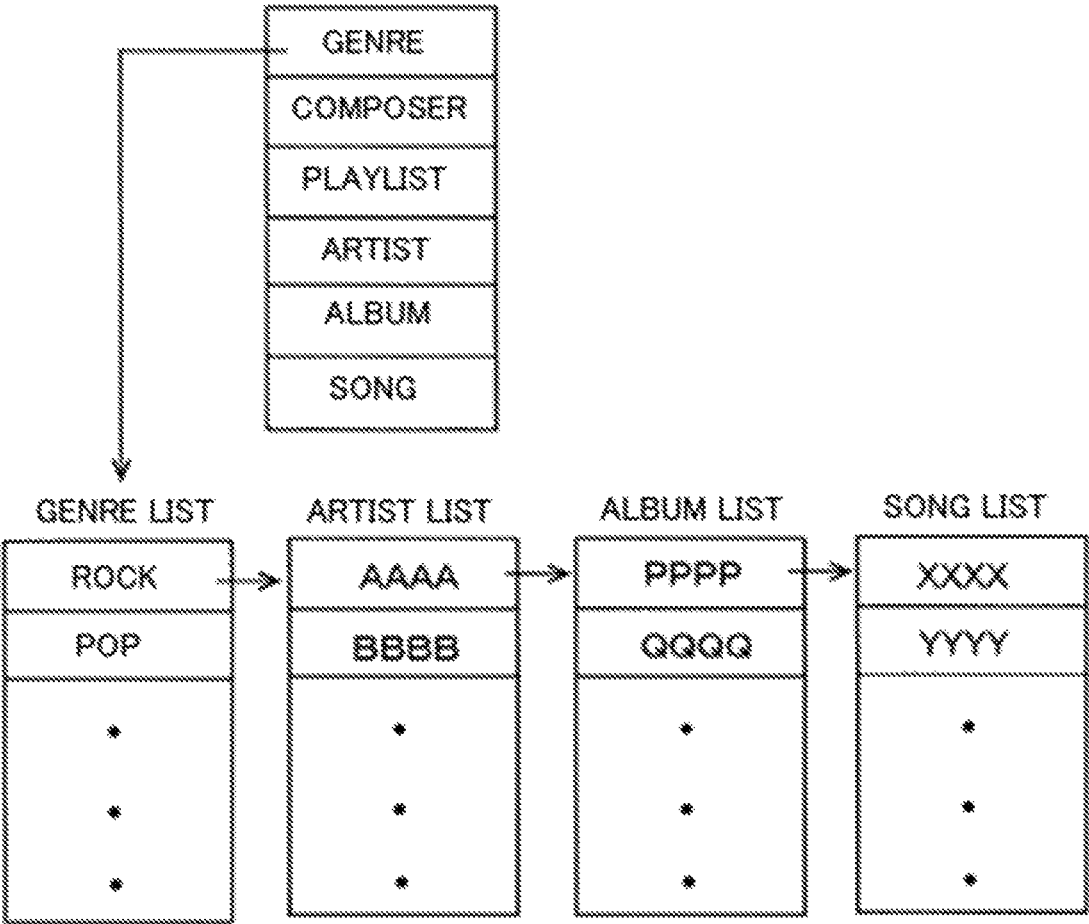 GENRE
COMPOSER
PLAYLIST
ARTIST
ALBUM
SONG
GENRE LIST ARTIST LIST ALBUM LIST SONG LIST
ROCK AAAA PPPP XXXX
POP BBBB QQQQ YYYY